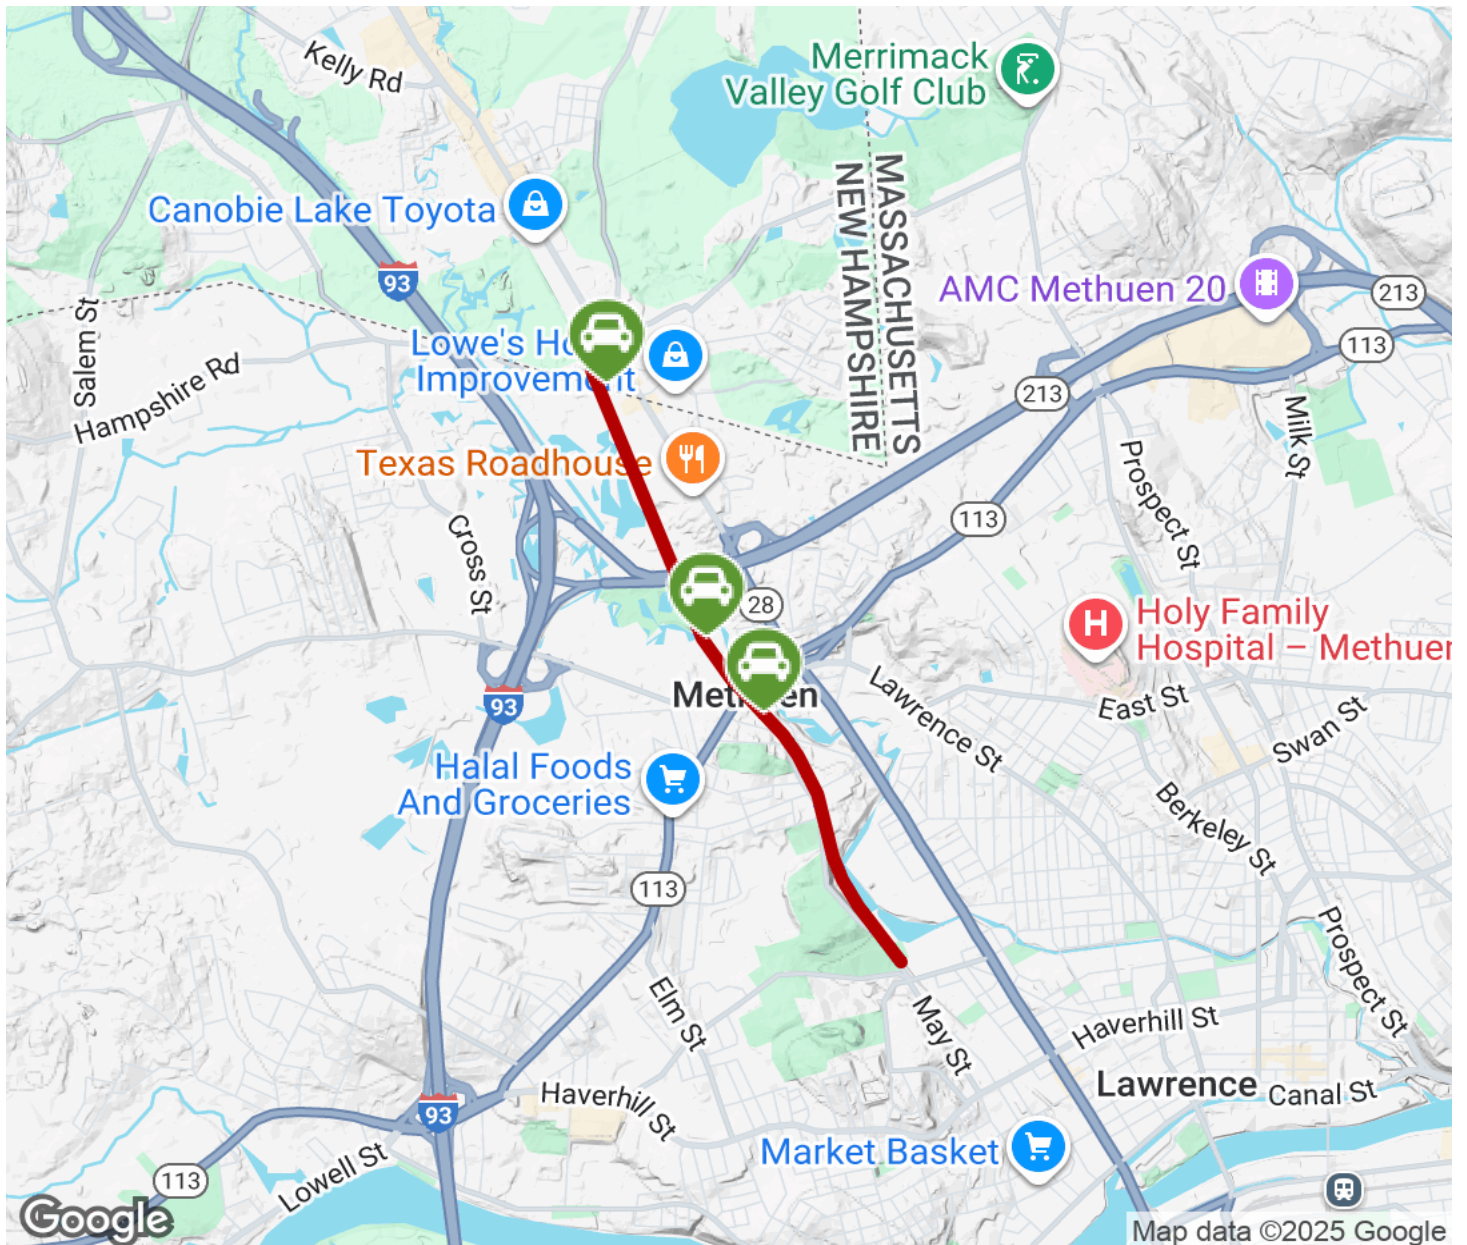 Kelly Rd
Merrimack
Valley Golf Club
Canobie Lake Toyota
MASSACHUSETTS
NEW HAMPSHIRE
93
AMC Methuen 20
213
113
Salem St
Hampshire Rd
Lowe's Ho
Improvement
213
Milk St
Texas Roadhouse
Prospect St
113
Cross St
28
Holy Family
Hospital – Methuen
93
Methuen
Lawrence St
East St
Swan St
Halal Foods
And Groceries
Berkeley St
113
Prospect St
Elm St
May St
Haverhill St
Lawrence
Canal St
Haverhill St
93
Market Basket
113
Lowell St
Google
Map data ©2025 Google